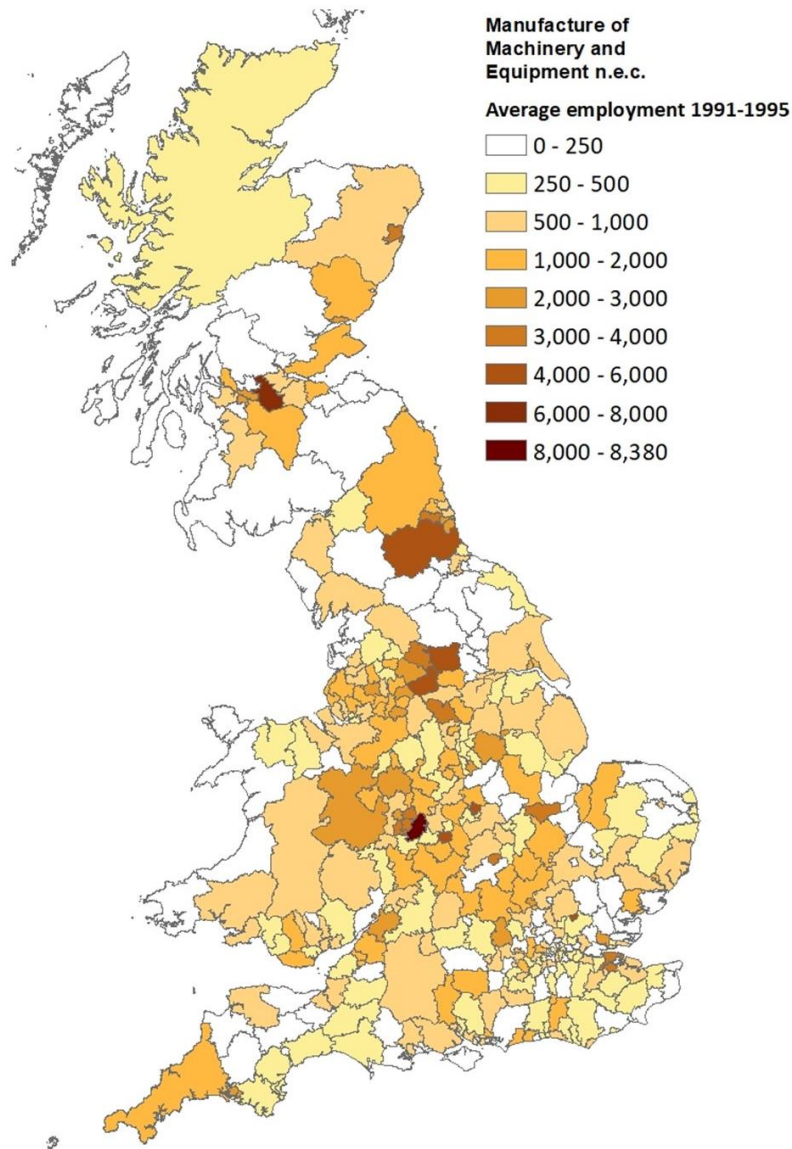 Manufacture of
Machinery and
Equipment n.e.c.
Average employment 1991-1995
0 - 250
250 - 500
500 - 1,000
1,000 - 2,000
2,000 - 3,000
3,000 - 4,000
4,000 - 6,000
6,000 - 8,000
8,000 - 8,380